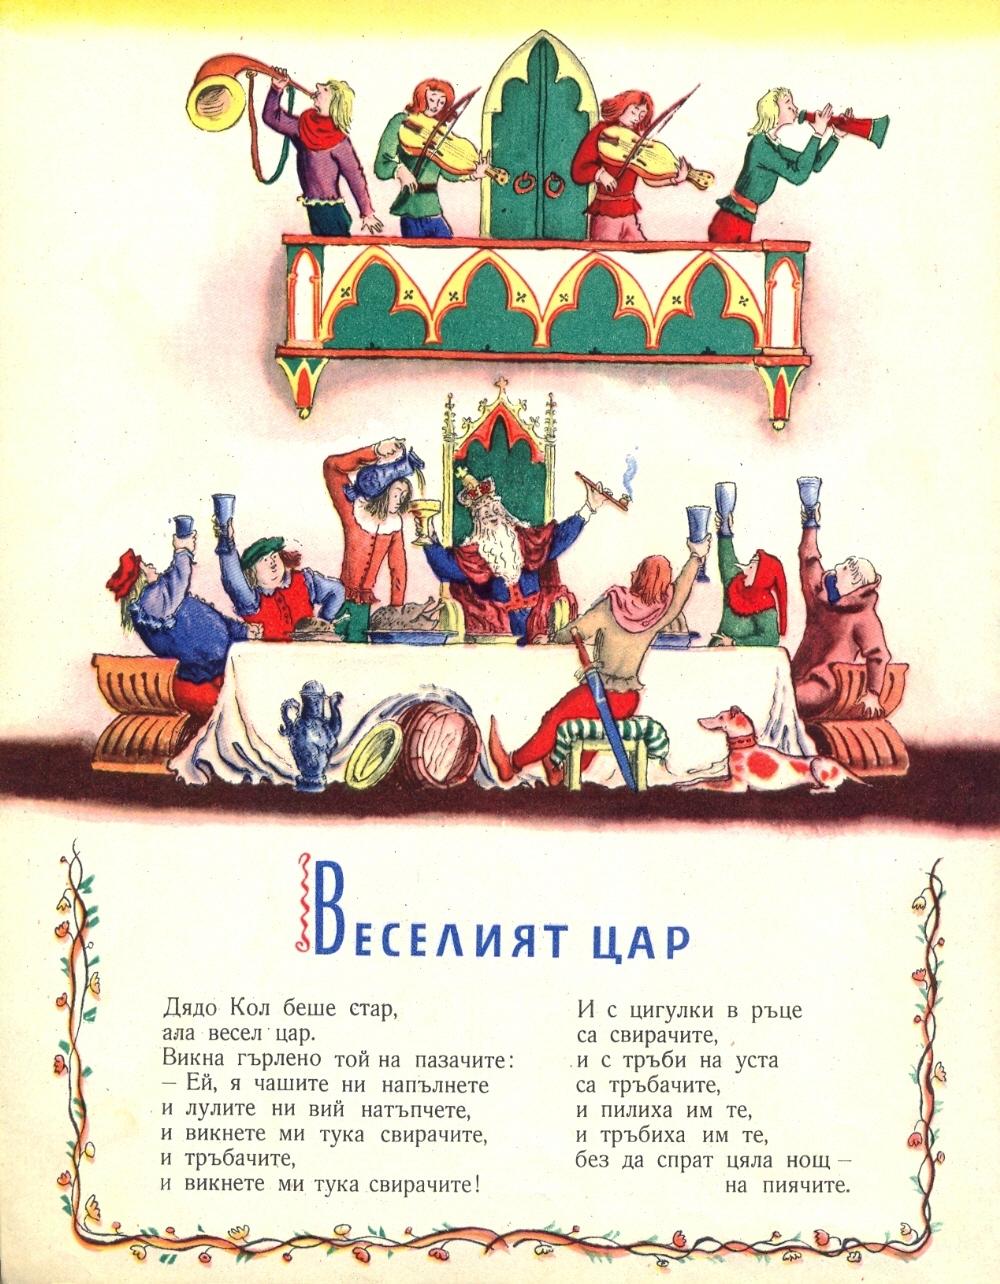 Веселият цар
Дядо Кол беше стар,
ала весел цар.
Викна гърлено той на пазачите:
— Ей, я чашите ни напълнете
и лулите ни вий натъпчете,
и викнете ми тука свирачите,
и тръбачите,
и викнете ми тука свирачите!
И с цигулки в ръце
са свирачите,
и с тръби на уста
са тръбачите,
и пилиха им те,
и тръбиха им те,
без да спрат цяла нощ —
на пиячите.